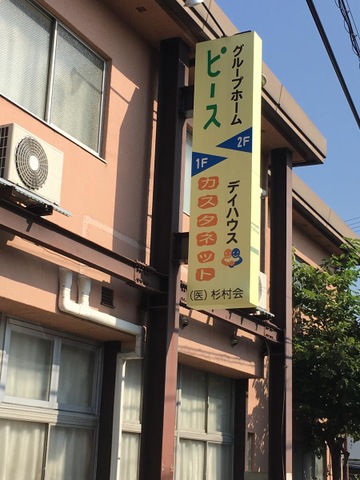 グループホーム
ピース
2F
1F
デイハウス
カスタネット
(医)杉村会